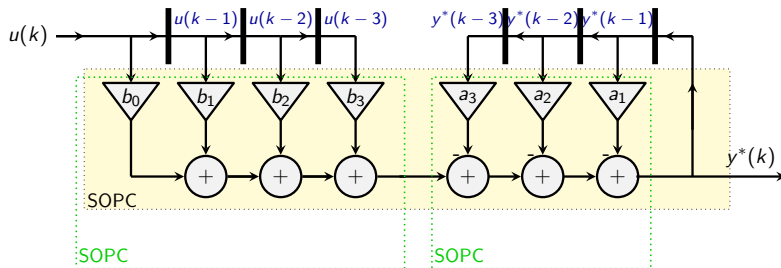 u(k−1) u(k−2) u(k−3) y*(k−3) y*(k−2) y*(k−1)
u(k)
b0 b1 b2 b3 a3 a2 a1
+ + + - + - + - + y*(k)
SOPC
SOPC SOPC